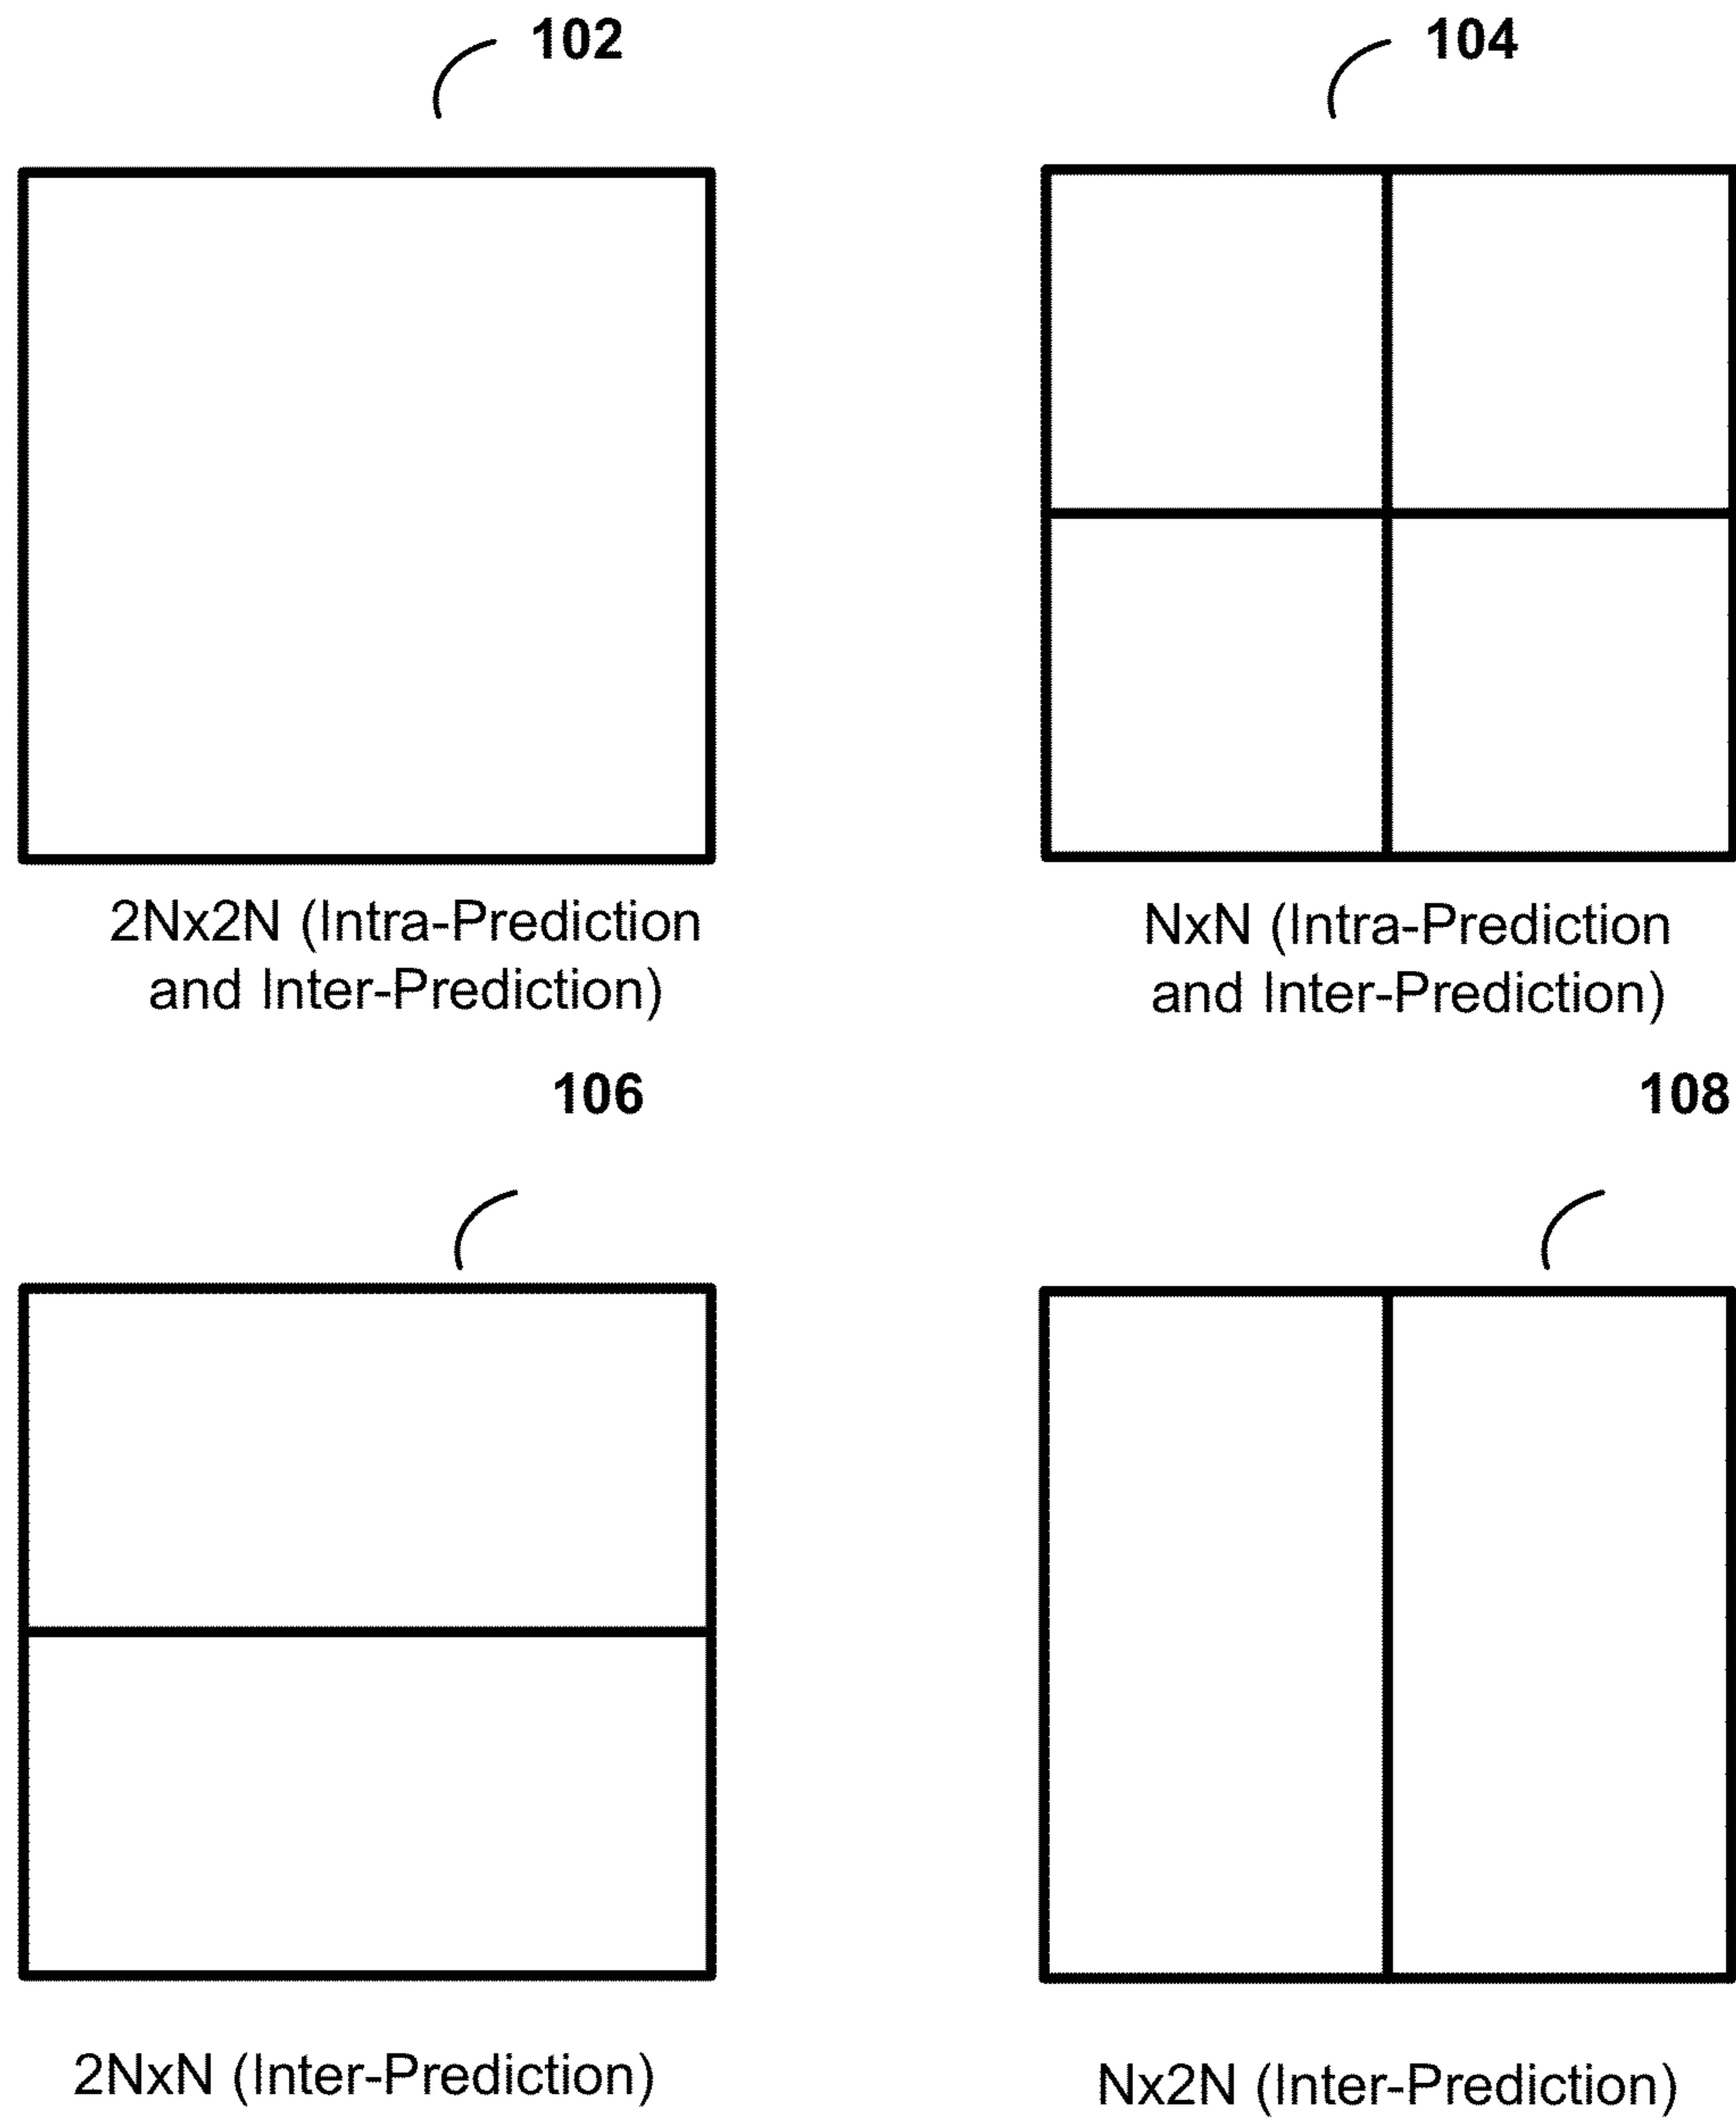 102
104
2Nx2N (Intra-Prediction
and Inter-Prediction)
NxN (Intra-Prediction
and Inter-Prediction)
106
108
2NxN (Inter-Prediction)
Nx2N (Inter-Prediction)